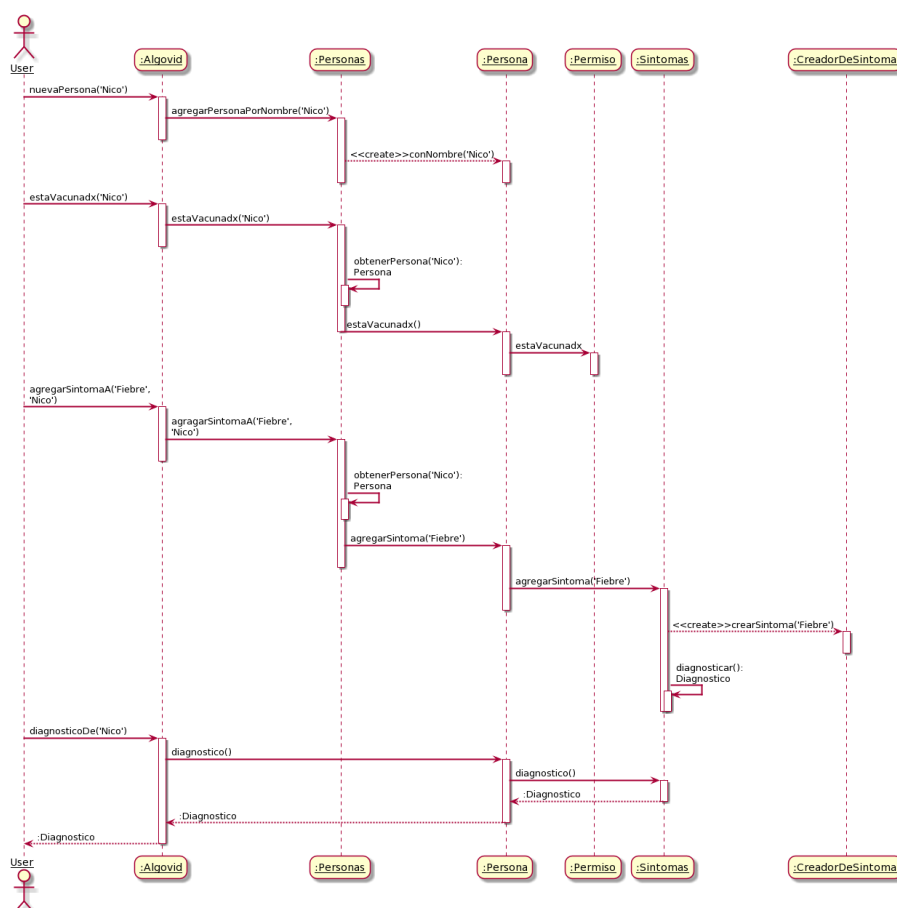 User
:Algovid
:Personas
:Persona
:Permiso
:Sintomas
:CreadorDeSintoma
nuevaPersona('Nico')
agregarPersonaPorNombre('Nico')
<<create>>conNombre('Nico')
estaVacunadx('Nico')
estaVacunadx('Nico')
obtenerPersona('Nico'):
Persona
estaVacunadx()
estaVacunadx
agregarSintomaA('Fiebre',
'Nico')
agragarSintomaA('Fiebre',
'Nico')
obtenerPersona('Nico'):
Persona
agregarSintoma('Fiebre')
agregarSintoma('Fiebre')
<<create>>crearSintoma('Fiebre')
diagnosticar():
Diagnostico
diagnosticoDe('Nico')
diagnostico()
diagnostico()
:Diagnostico
:Diagnostico
:Diagnostico
User
:Algovid
:Personas
:Persona
:Permiso
:Sintomas
:CreadorDeSintoma